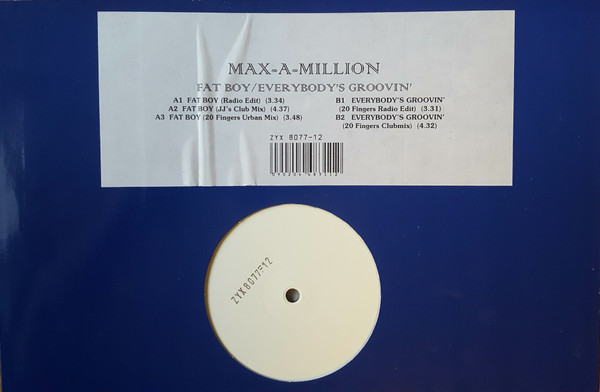 MAX-A-MILLION
FAT BOY/EVERYBODY'S GROOVIN'
A1 FAT BOY (Radio Edit) (3.34)
A2 FAT BOY (JJ's Club Mix) (4.37)
A3 FAT BOY (20 Fingers Urban Mix) (3.48)
B1 EVERYBODY'S GROOVIN'
(20 Fingers Radio Edit) (3.31)
B2 EVERYBODY'S GROOVIN'
(20 Fingers Clubmix) (4.32)
ZYX 8077-12
ZYX 8077-12